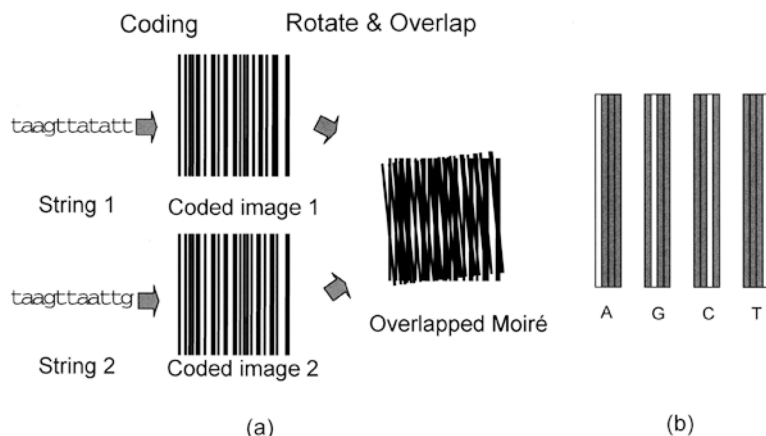 Coding
Rotate & Overlap
taagttatatt
String 1
Coded image 1
taagttaattg
String 2
Coded image 2
Overlapped Moiré
(a)
A G C T
(b)